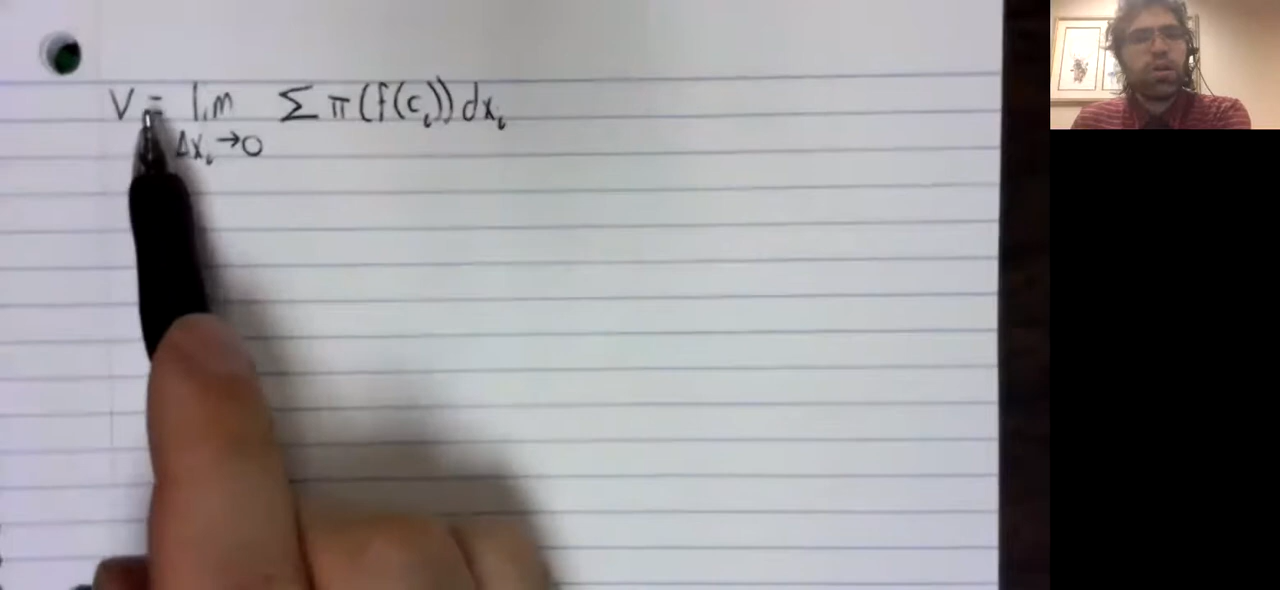 V = lim Σ π(f(cᵢ)) dxᵢ
Δxᵢ→0